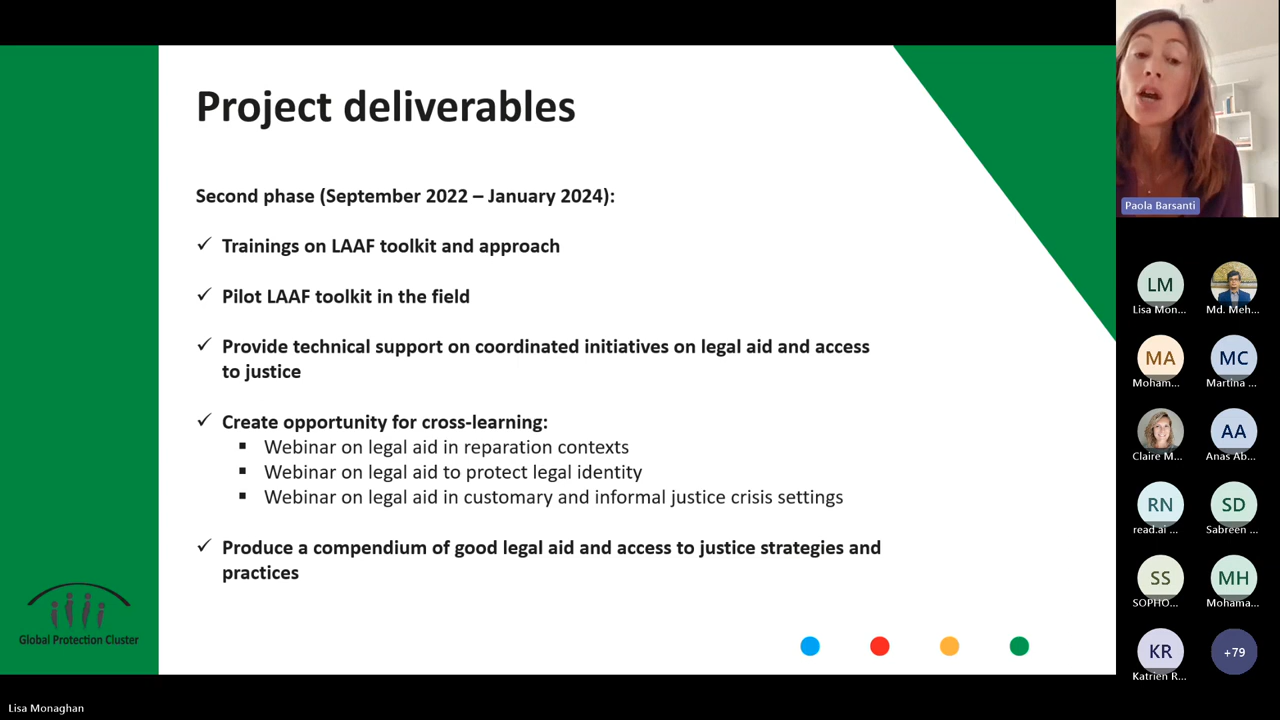 Project deliverables
Second phase (September 2022 – January 2024):
✓ Trainings on LAAF toolkit and approach
✓ Pilot LAAF toolkit in the field
✓ Provide technical support on coordinated initiatives on legal aid and access
to justice
✓ Create opportunity for cross-learning:
▪ Webinar on legal aid in reparation contexts
▪ Webinar on legal aid to protect legal identity
▪ Webinar on legal aid in customary and informal justice crisis settings
✓ Produce a compendium of good legal aid and access to justice strategies and
practices
Global Protection Cluster
Lisa Monaghan
Paola Barsanti
LM
Lisa Mon...
Md. Meh...
MA
Moham...
MC
Martina ...
Claire M...
AA
Anas Ab...
RN
read.ai ...
SD
Sabreen ...
SS
SOPHO...
MH
Mohama...
KR
Katrien R...
+79